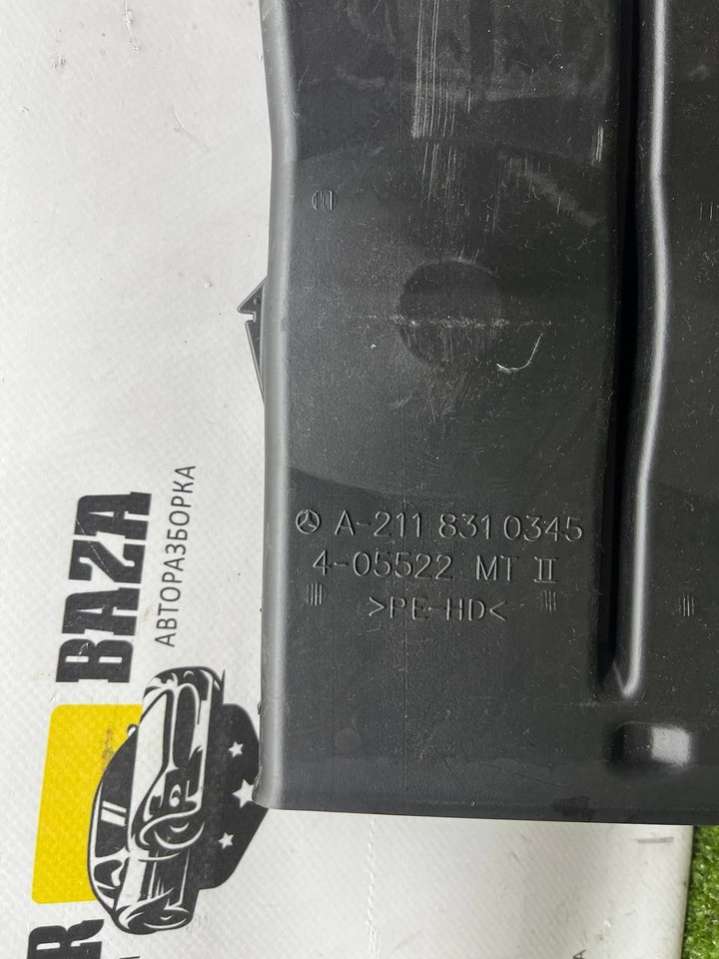 A-211 831 0345
4-05522 MT II
>PE-HD<
BAZA
АВТОРАЗБОРКА